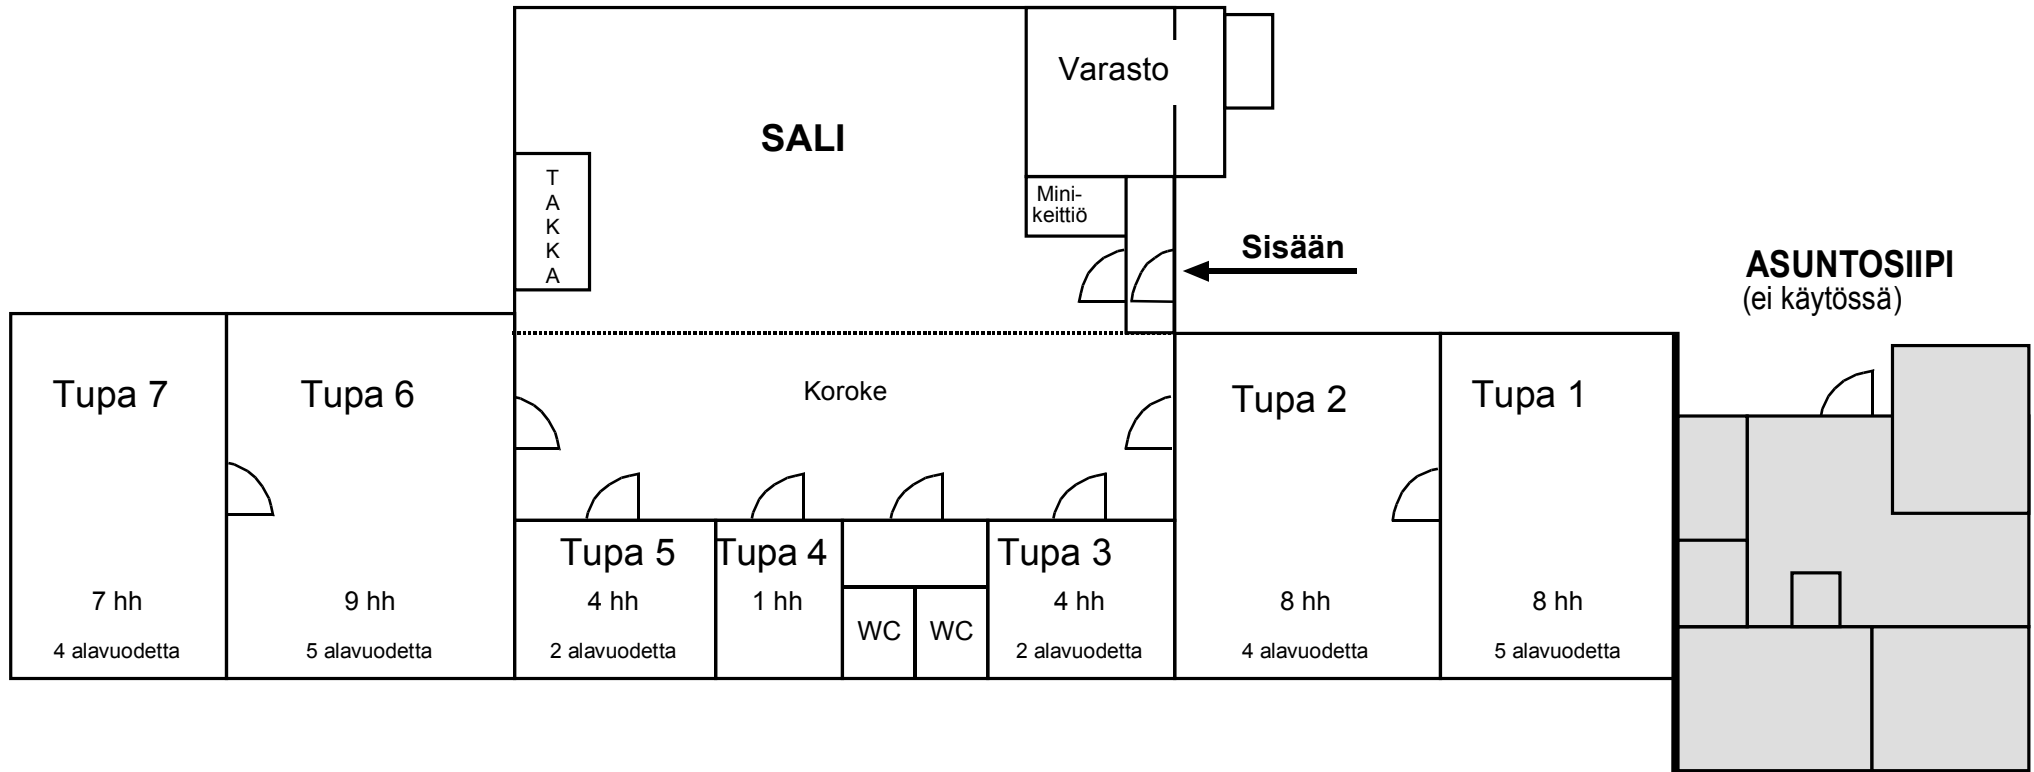 Varasto
SALI
T
A
K
K
A
Mini-
keittiö
Sisään
ASUNTOSIIPI
(ei käytössä)
Tupa 7
Tupa 6
Koroke
Tupa 2
Tupa 1
Tupa 5
Tupa 4
Tupa 3
7 hh
9 hh
4 hh
1 hh
WC
WC
4 hh
8 hh
8 hh
4 alavuodetta
5 alavuodetta
2 alavuodetta
2 alavuodetta
4 alavuodetta
5 alavuodetta